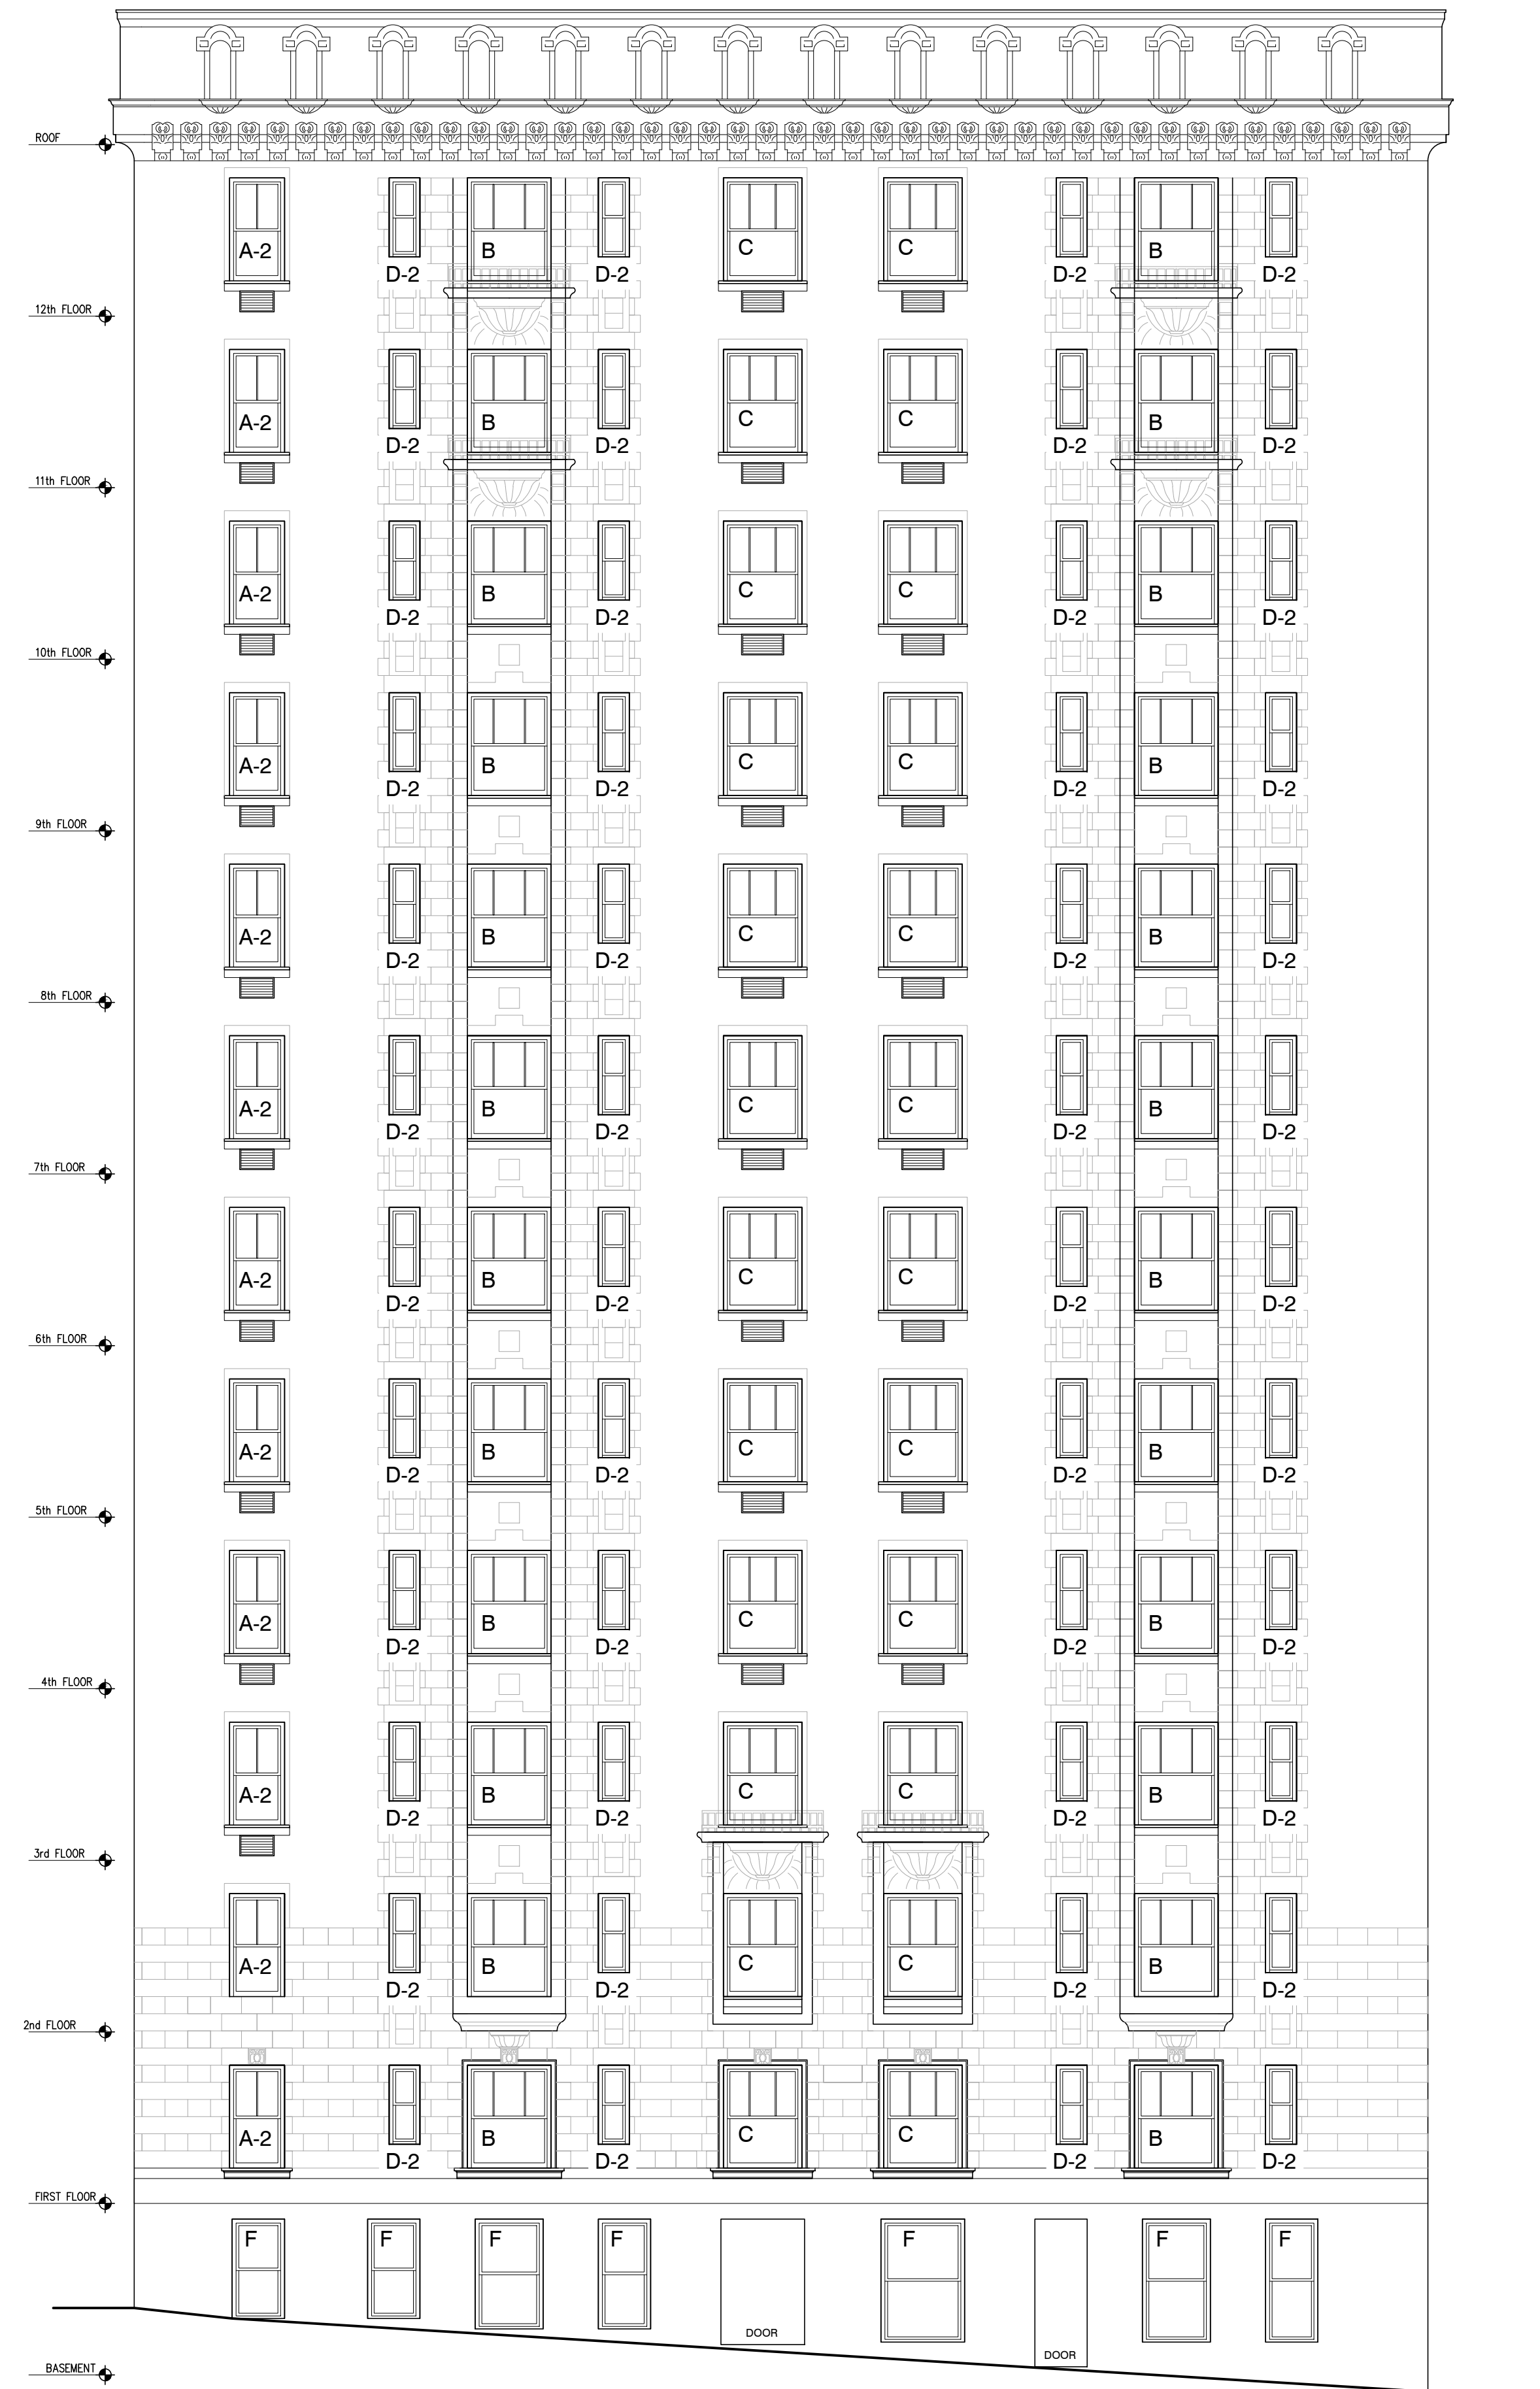 ROOF
A-2 B C C B
D-2 D-2 D-2 D-2
12th FLOOR
A-2 B C C B
D-2 D-2 D-2 D-2
11th FLOOR
A-2 B C C B
D-2 D-2 D-2 D-2
10th FLOOR
A-2 B C C B
D-2 D-2 D-2 D-2
9th FLOOR
A-2 B C C B
D-2 D-2 D-2 D-2
8th FLOOR
A-2 B C C B
D-2 D-2 D-2 D-2
7th FLOOR
A-2 B C C B
D-2 D-2 D-2 D-2
6th FLOOR
A-2 B C C B
D-2 D-2 D-2 D-2
5th FLOOR
A-2 B C C B
D-2 D-2 D-2 D-2
4th FLOOR
A-2 B C C B
D-2 D-2 D-2 D-2
3rd FLOOR
A-2 B C C B
D-2 D-2 D-2 D-2
2nd FLOOR
A-2 B C C B
D-2 D-2 D-2 D-2
FIRST FLOOR
F F F F F F F
DOOR
DOOR
BASEMENT